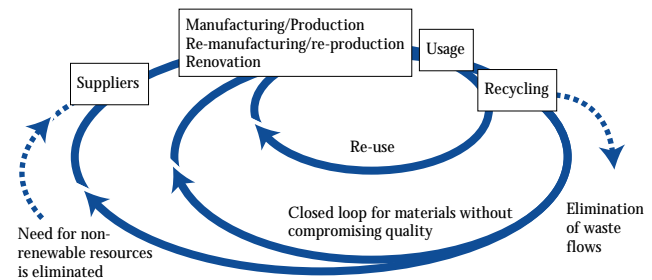 Manufacturing/Production
Re-manufacturing/re-production
Renovation
Usage
Suppliers
Recycling
Re-use
Closed loop for materials without
compromising quality
Elimination
of waste
flows
Need for non-
renewable resources
is eliminated